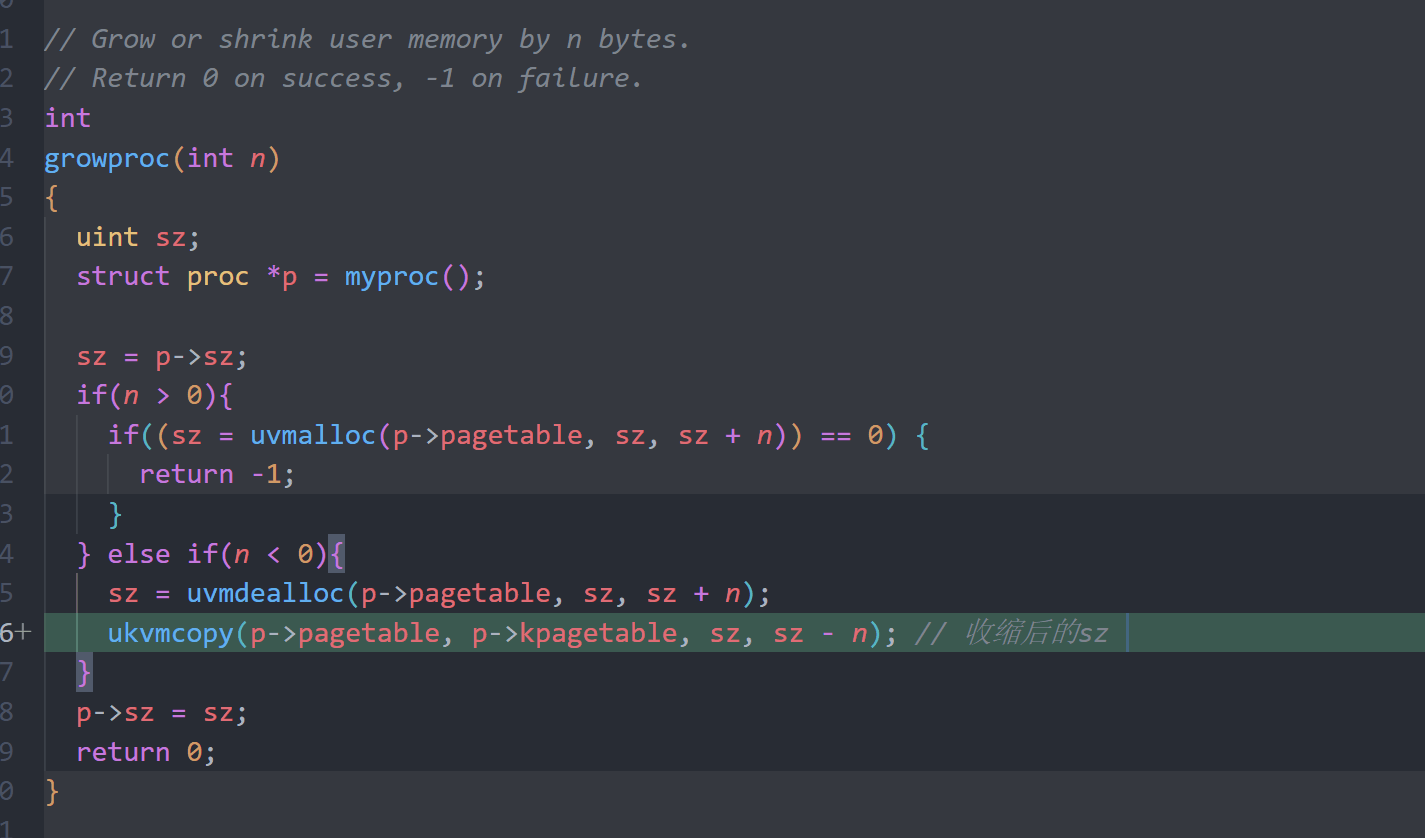 0
1 // Grow or shrink user memory by n bytes.
2 // Return 0 on success, -1 on failure.
3 int
4 growproc(int n)
5 {
6   uint sz;
7   struct proc *p = myproc();
8
9   sz = p->sz;
0   if(n > 0){
1     if((sz = uvmalloc(p->pagetable, sz, sz + n)) == 0) {
2       return -1;
3     }
4   } else if(n < 0){
5     sz = uvmdealloc(p->pagetable, sz, sz + n);
6+     ukvmcopy(p->pagetable, p->kpagetable, sz, sz - n); // 收缩后的sz
7   }
8   p->sz = sz;
9   return 0;
0 }
1